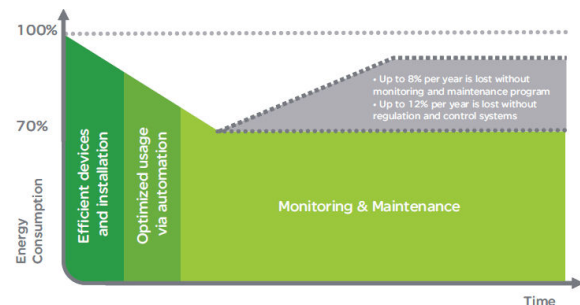 100%
70%
Energy
Consumption
Efficient devices
and installation
Optimized usage
via automation
Monitoring & Maintenance
• Up to 8% per year is lost without
monitoring and maintenance program
• Up to 12% per year is lost without
regulation and control systems
Time